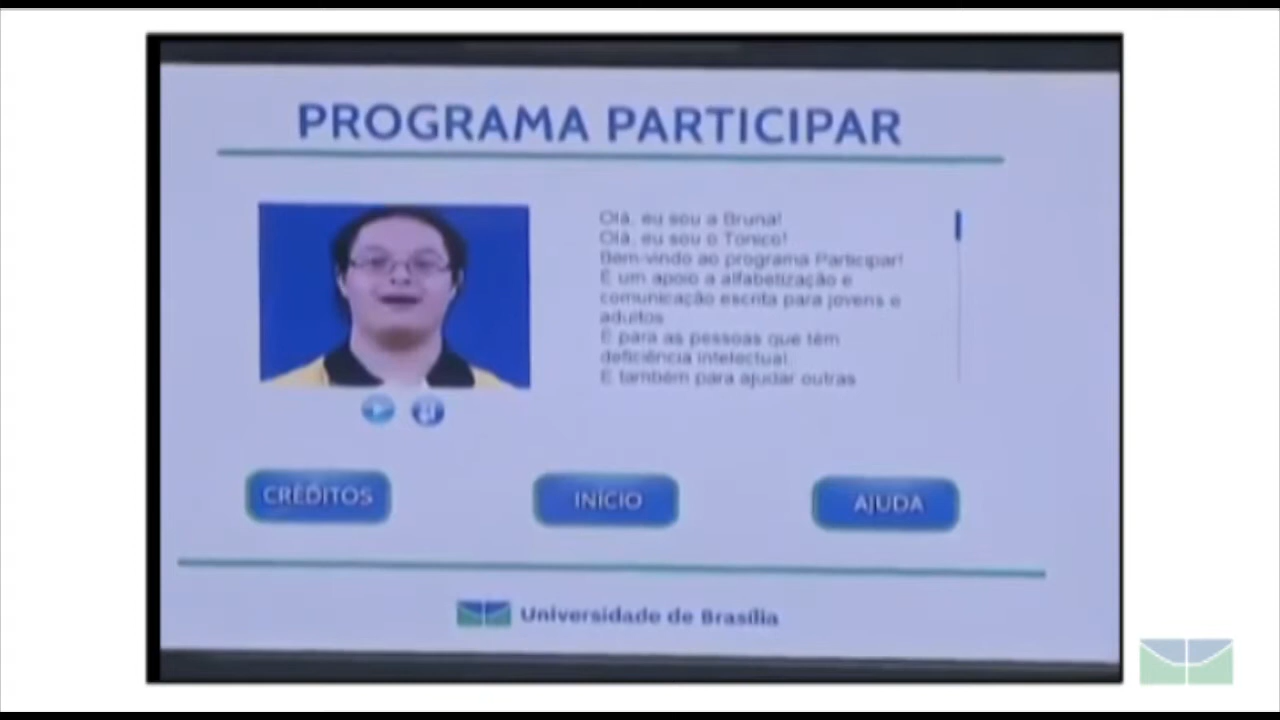 PROGRAMA PARTICIPAR
Olá, eu sou a Bruna!
Olá, eu sou o Tonico!
Bem-vindo ao programa Participar!
É um apoio a alfabetização e
comunicação escrita para jovens e
adultos
É para as pessoas que têm
deficiência intelectual.
E também para ajudar outras
CRÉDITOS
INÍCIO
AJUDA
Universidade de Brasília